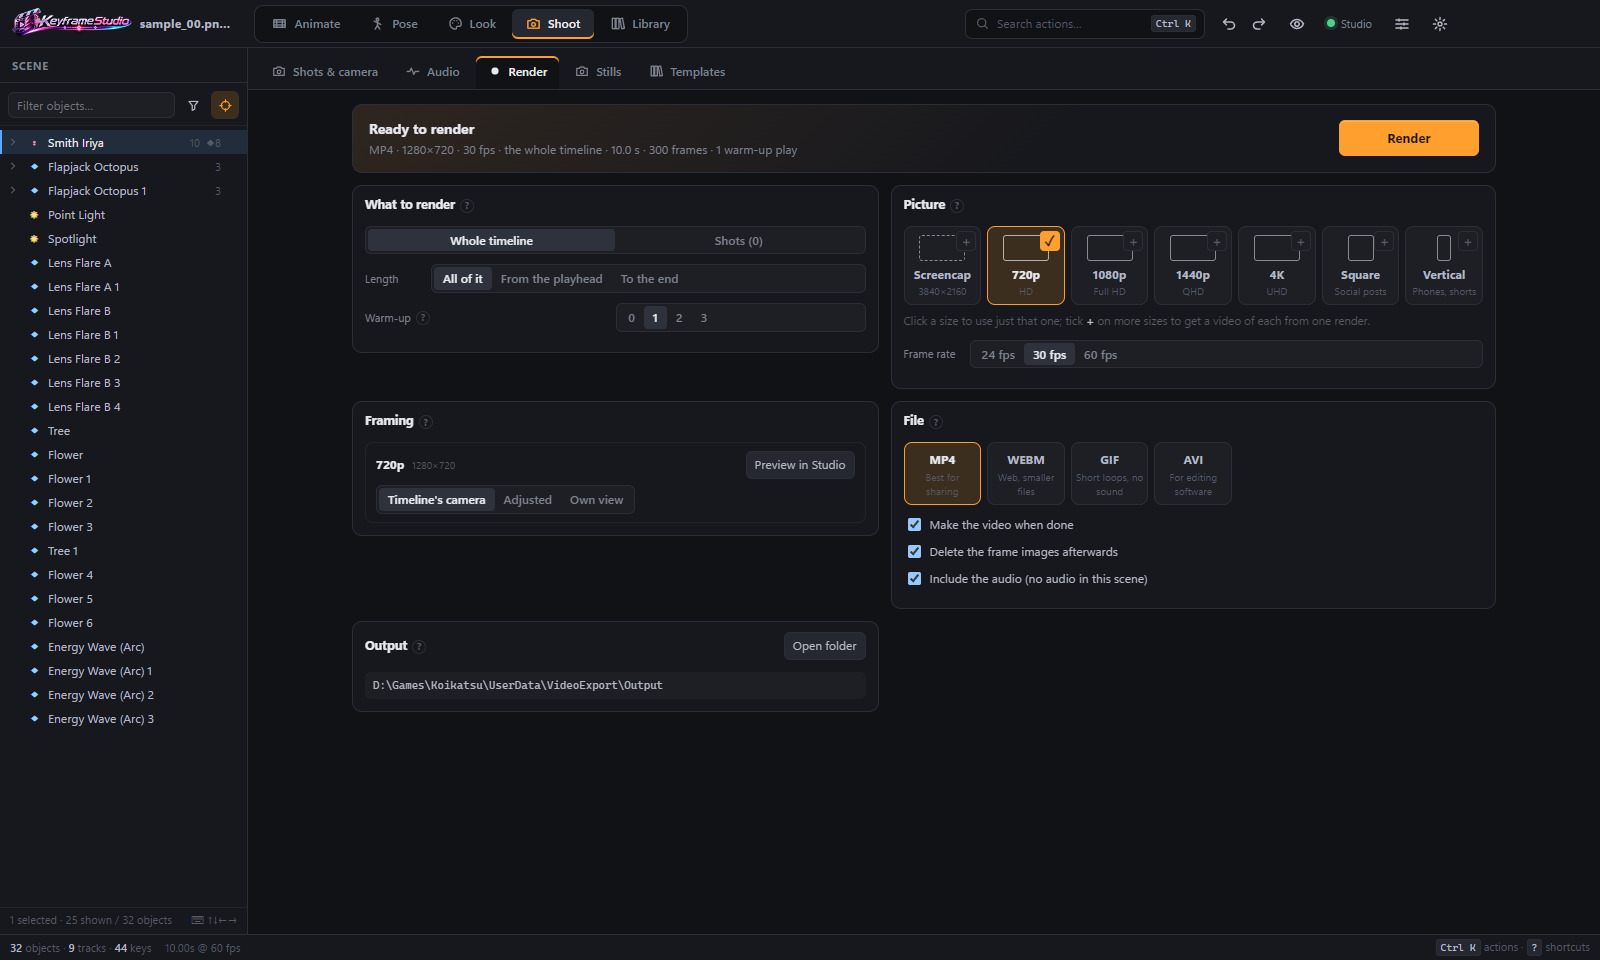 KeyframeStudio
sample_00.pn...
Animate
Pose
Look
Shoot
Library
Search actions...
Ctrl K
Studio
SCENE
Shots & camera
Audio
Render
Stills
Templates
Filter objects...
Smith Iriya 10 8
Flapjack Octopus 3
Flapjack Octopus 1 3
Point Light
Spotlight
Lens Flare A
Lens Flare A 1
Lens Flare B
Lens Flare B 1
Lens Flare B 2
Lens Flare B 3
Lens Flare B 4
Tree
Flower
Flower 1
Flower 2
Flower 3
Tree 1
Flower 4
Flower 5
Flower 6
Energy Wave (Arc)
Energy Wave (Arc) 1
Energy Wave (Arc) 2
Energy Wave (Arc) 3
1 selected · 25 shown / 32 objects ↑↓←→
Ready to render
MP4 · 1280×720 · 30 fps · the whole timeline · 10.0 s · 300 frames · 1 warm-up play
Render
What to render ?
Whole timeline
Shots (0)
Length
All of it
From the playhead
To the end
Warm-up ?
0 1 2 3
Picture ?
Screencap
3840×2160
720p
HD
1080p
Full HD
1440p
QHD
4K
UHD
Square
Social posts
Vertical
Phones, shorts
Click a size to use just that one; tick + on more sizes to get a video of each from one render.
Frame rate
24 fps
30 fps
60 fps
Framing ?
720p 1280×720
Preview in Studio
Timeline's camera
Adjusted
Own view
File ?
MP4
Best for
sharing
WEBM
Web, smaller
files
GIF
Short loops, no
sound
AVI
For editing
software
Make the video when done
Delete the frame images afterwards
Include the audio (no audio in this scene)
Output ?
Open folder
D:\Games\Koikatsu\UserData\VideoExport\Output
32 objects · 9 tracks · 44 keys 10.00s @ 60 fps
Ctrl K actions · ? shortcuts